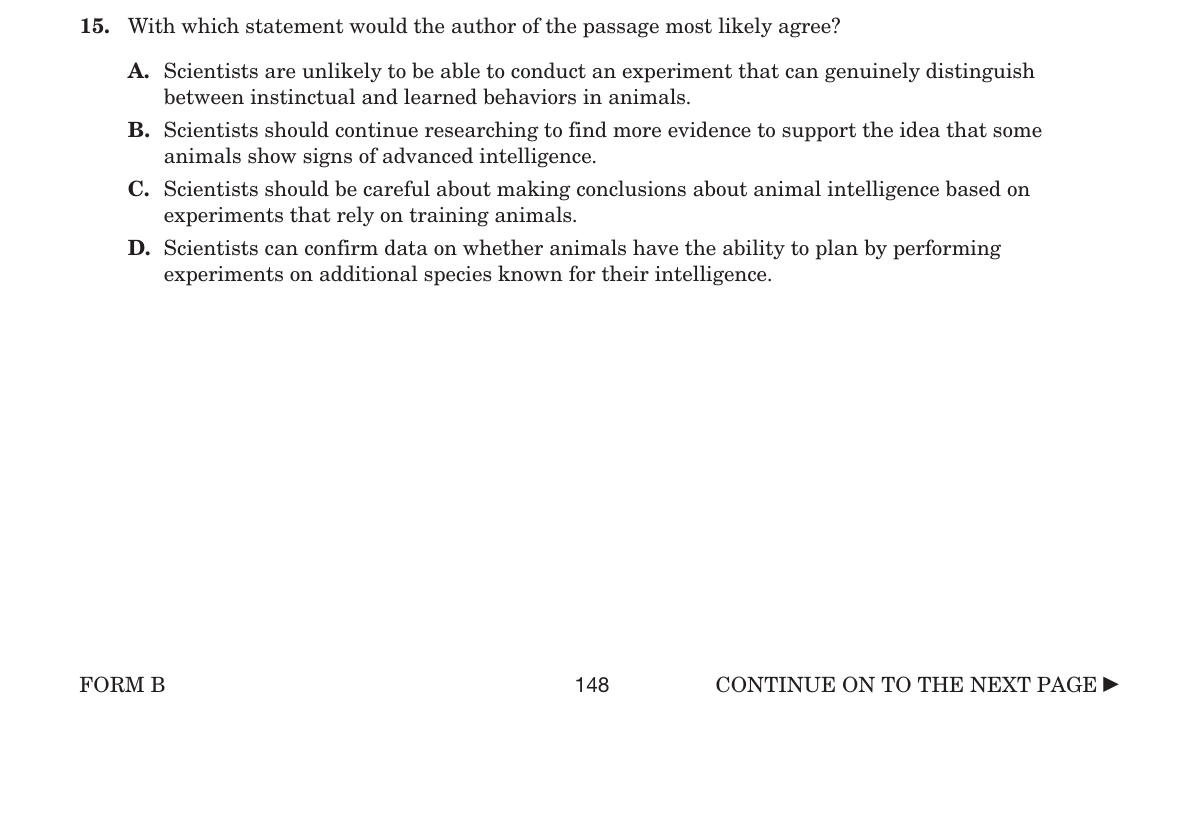 15. With which statement would the author of the passage most likely agree?
A. Scientists are unlikely to be able to conduct an experiment that can genuinely distinguish
between instinctual and learned behaviors in animals.
B. Scientists should continue researching to find more evidence to support the idea that some
animals show signs of advanced intelligence.
C. Scientists should be careful about making conclusions about animal intelligence based on
experiments that rely on training animals.
D. Scientists can confirm data on whether animals have the ability to plan by performing
experiments on additional species known for their intelligence.
FORM B 148 CONTINUE ON TO THE NEXT PAGE ►